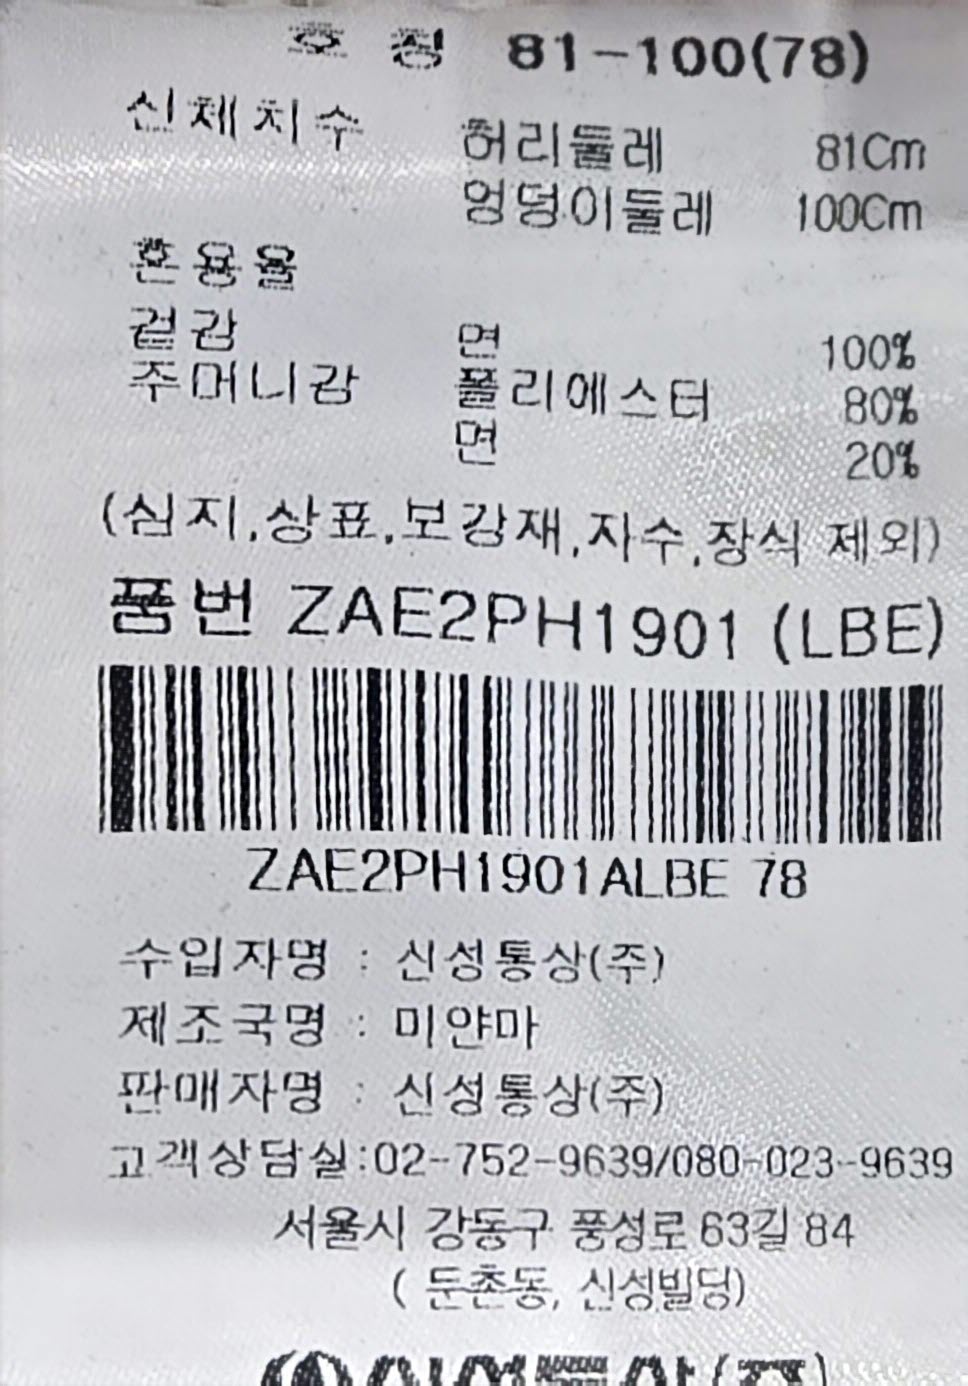 호 칭 81-100(78)
신체치수
허리둘레 81Cm
엉덩이둘레 100Cm
혼용율
겉감 면 100%
주머니감 폴리에스터 80%
면 20%
(심지,상표,보강재,자수,장식 제외)
품번 ZAE2PH1901 (LBE)
ZAE2PH1901ALBE 78
수입자명 : 신성통상(주)
제조국명 : 미얀마
판매자명 : 신성통상(주)
고객상담실:02-752-9639/080-023-9639
서울시 강동구 풍성로 63길 84
( 둔촌동, 신성빌딩)